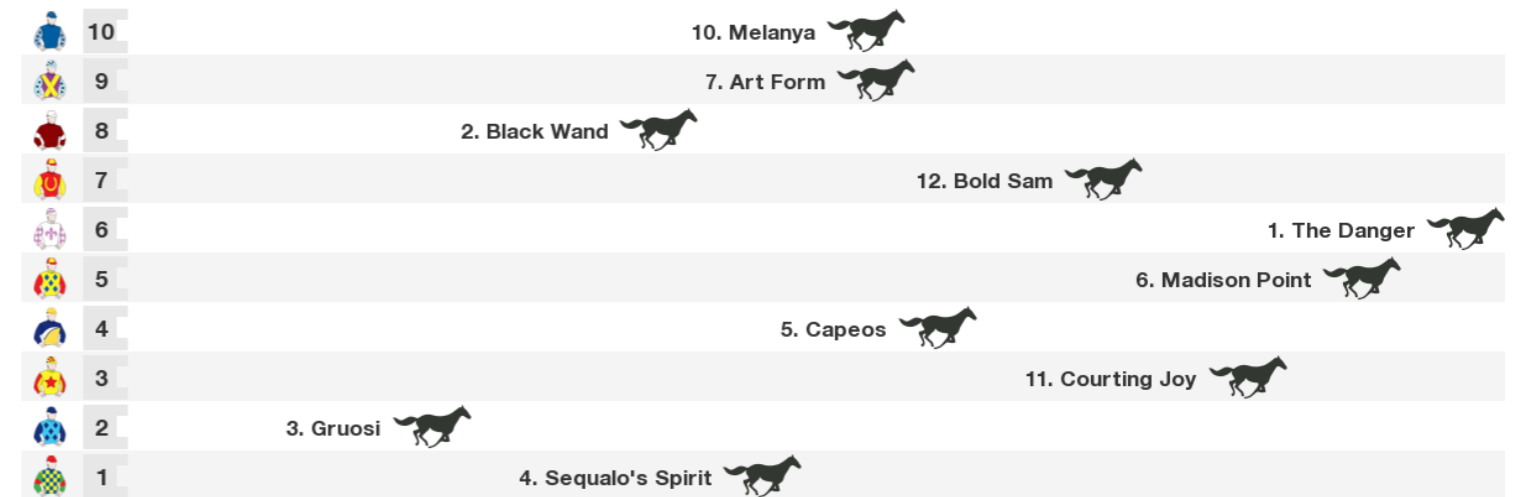 10 10. Melanya
9 7. Art Form
8 2. Black Wand
7 12. Bold Sam
6 1. The Danger
5 6. Madison Point
4 5. Capeos
3 11. Courting Joy
2 3. Gruosi
1 4. Sequalo's Spirit